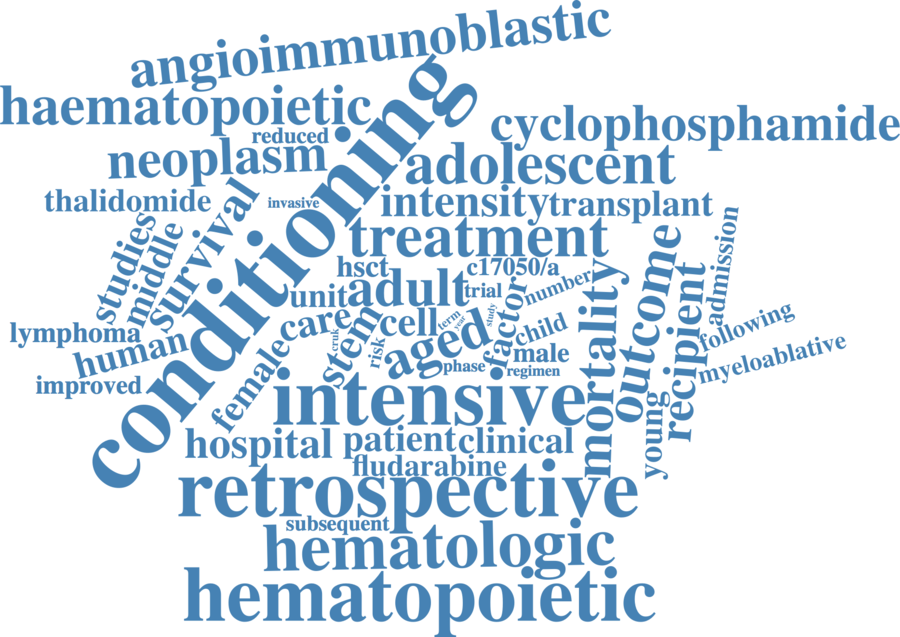 angioimmunoblastic
haematopoietic
conditioning
cyclophosphamide
reduced
neoplasm
adolescent
thalidomide
invasive
intensity
transplant
survival
studies
middle
treatment
admission
hsct
c17050/a
unit
adult
trial
number
outcome
mortality
recipient
factor
lymphoma
human
care
stem
cell
term
year
study
aged
child
following
cruk
risk
female
improved
phase
male
regimen
myeloablative
intensive
young
hospital
patient
clinical
fludarabine
retrospective
subsequent
hematologic
hematopoietic